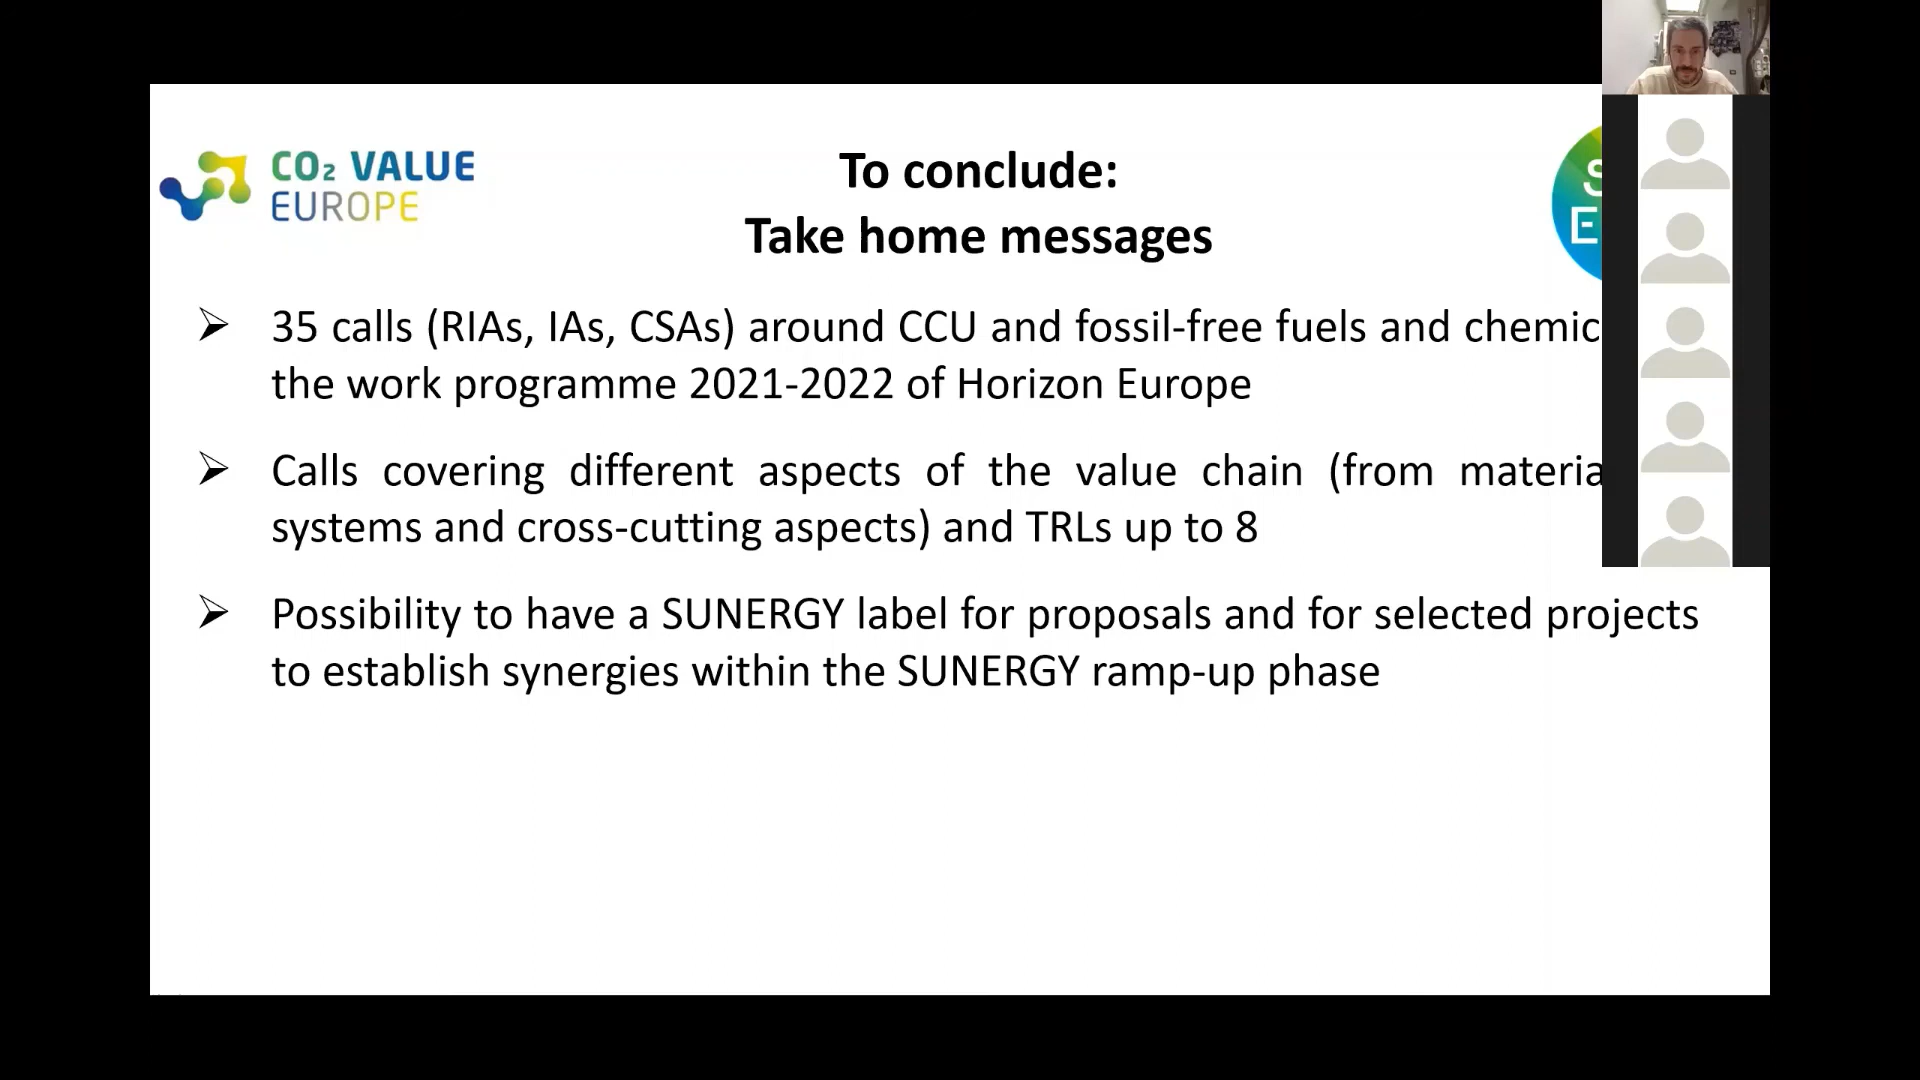 CO₂ VALUE
EUROPE
To conclude:
Take home messages
S
E
➢ 35 calls (RIAs, IAs, CSAs) around CCU and fossil-free fuels and chemic
the work programme 2021-2022 of Horizon Europe
➢ Calls covering different aspects of the value chain (from materia
systems and cross-cutting aspects) and TRLs up to 8
➢ Possibility to have a SUNERGY label for proposals and for selected projects
to establish synergies within the SUNERGY ramp-up phase